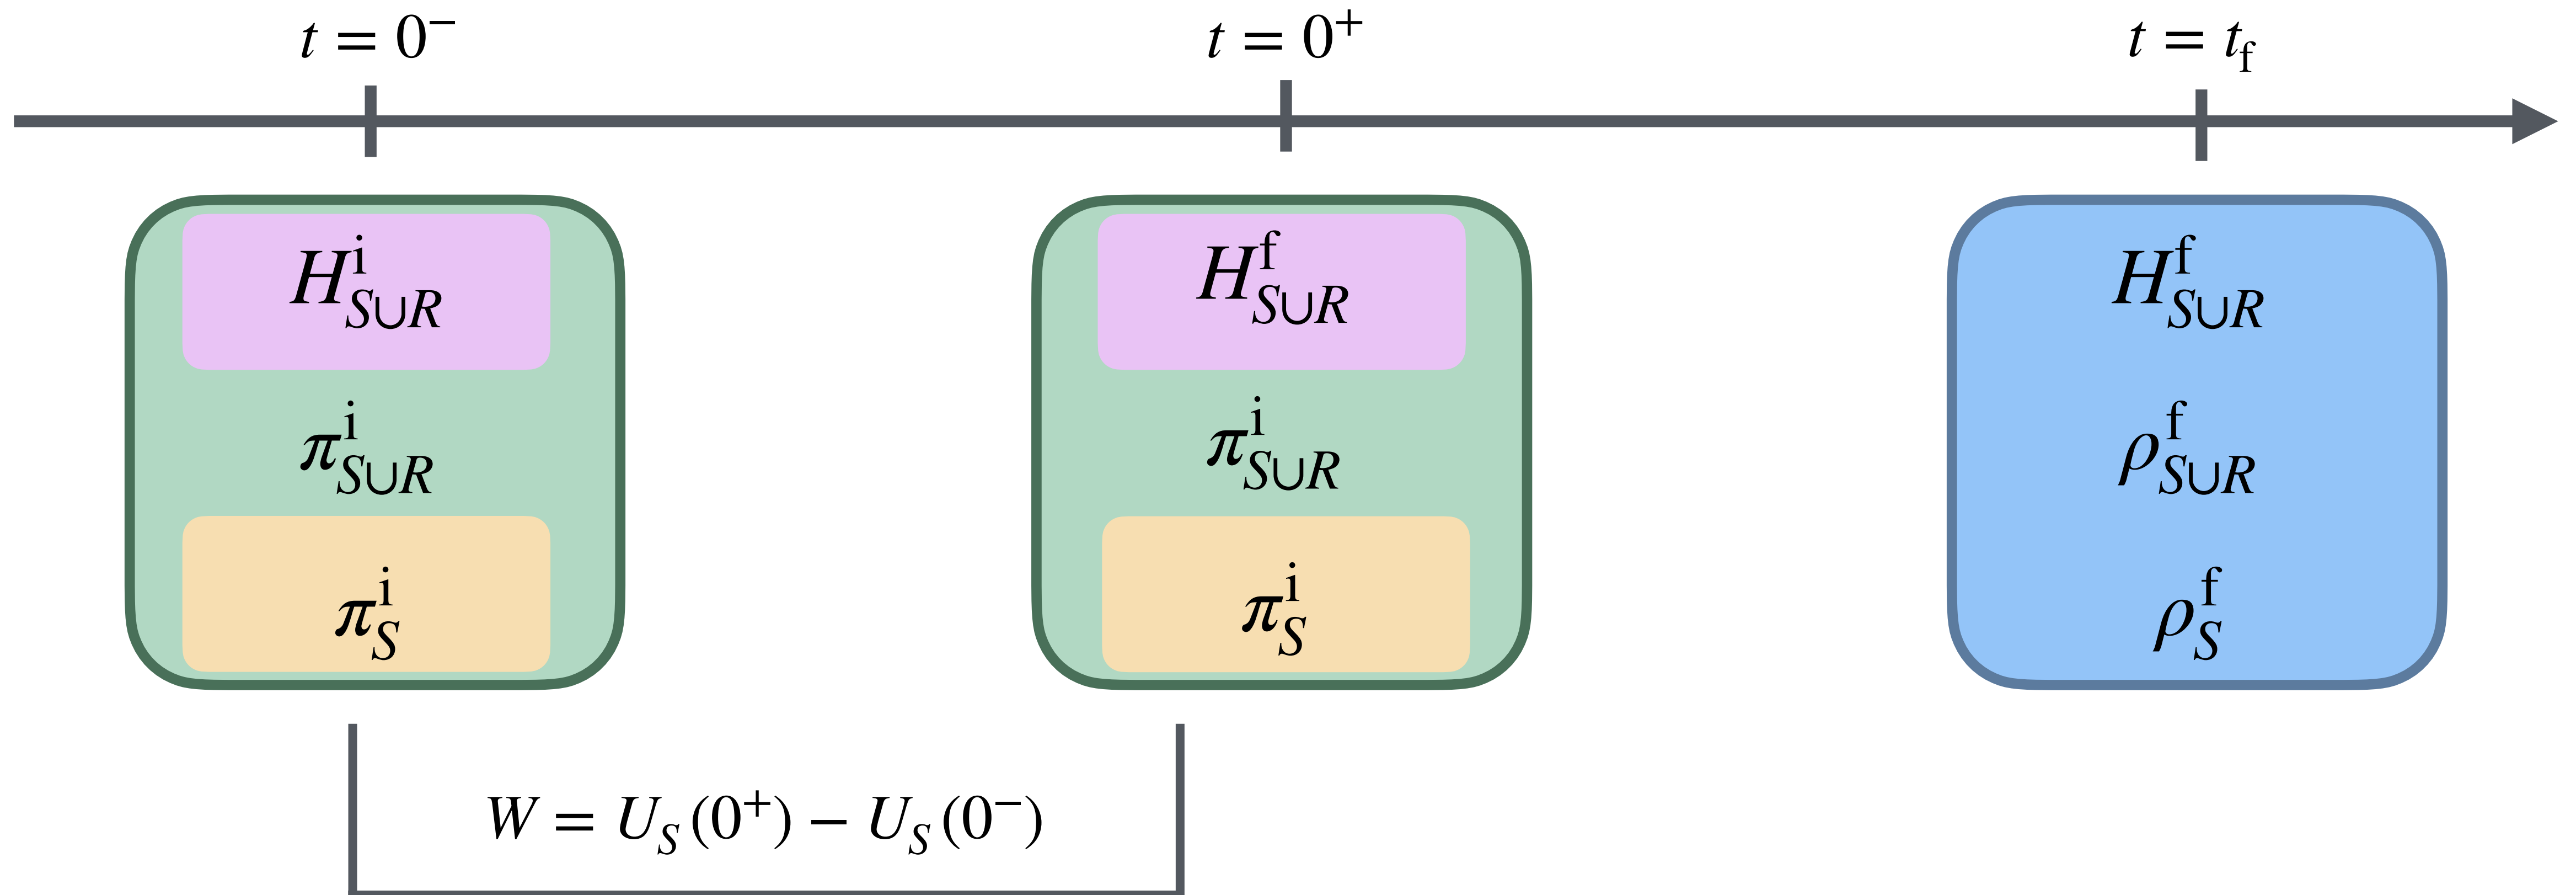 t = 0⁻ t = 0⁺ t = t_f
H^i_{S∪R} H^f_{S∪R} H^f_{S∪R}
π^i_{S∪R} π^i_{S∪R} ρ^f_{S∪R}
π^i_S π^i_S ρ^f_S
W = U_S(0⁺) − U_S(0⁻)